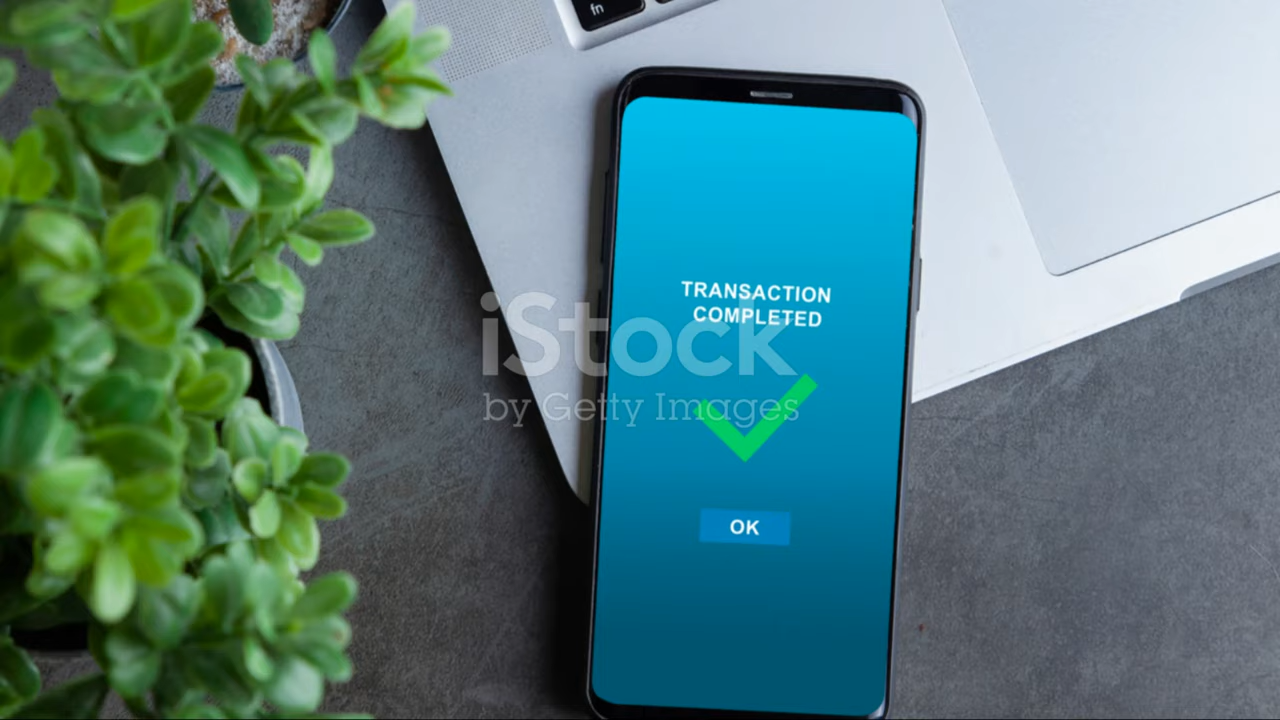 fn
TRANSACTION
COMPLETED
iStock
by Getty Images
OK